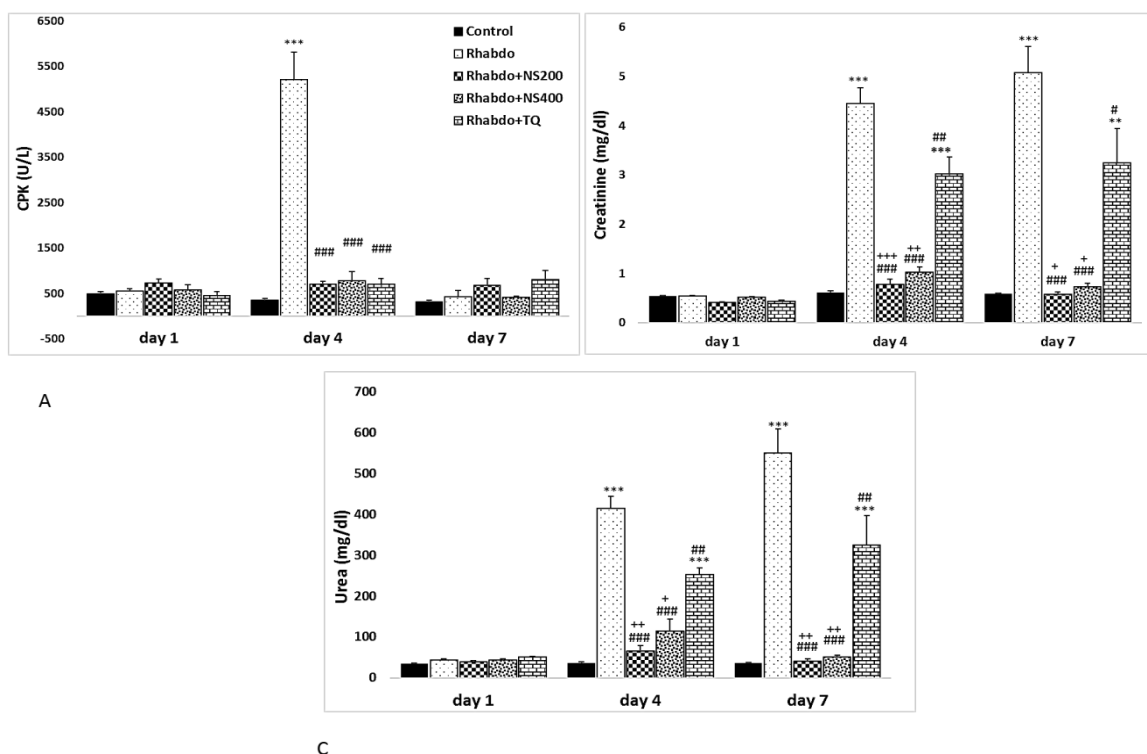 6500
5500
4500
3500
2500
1500
500
-500
CPK (U/L)
Control
Rhabdo
Rhabdo+NS200
Rhabdo+NS400
Rhabdo+TQ
***
###
###
###
day 1
day 4
day 7
A
6
5
4
3
2
1
0
Creatinine (mg/dl)
***
+++
###
++
###
##
***
***
+
###
+
###
#
**
day 1
day 4
day 7
700
600
500
400
300
200
100
0
Urea (mg/dl)
***
++
###
+
###
##
***
***
++
###
++
###
##
***
day 1
day 4
day 7
C